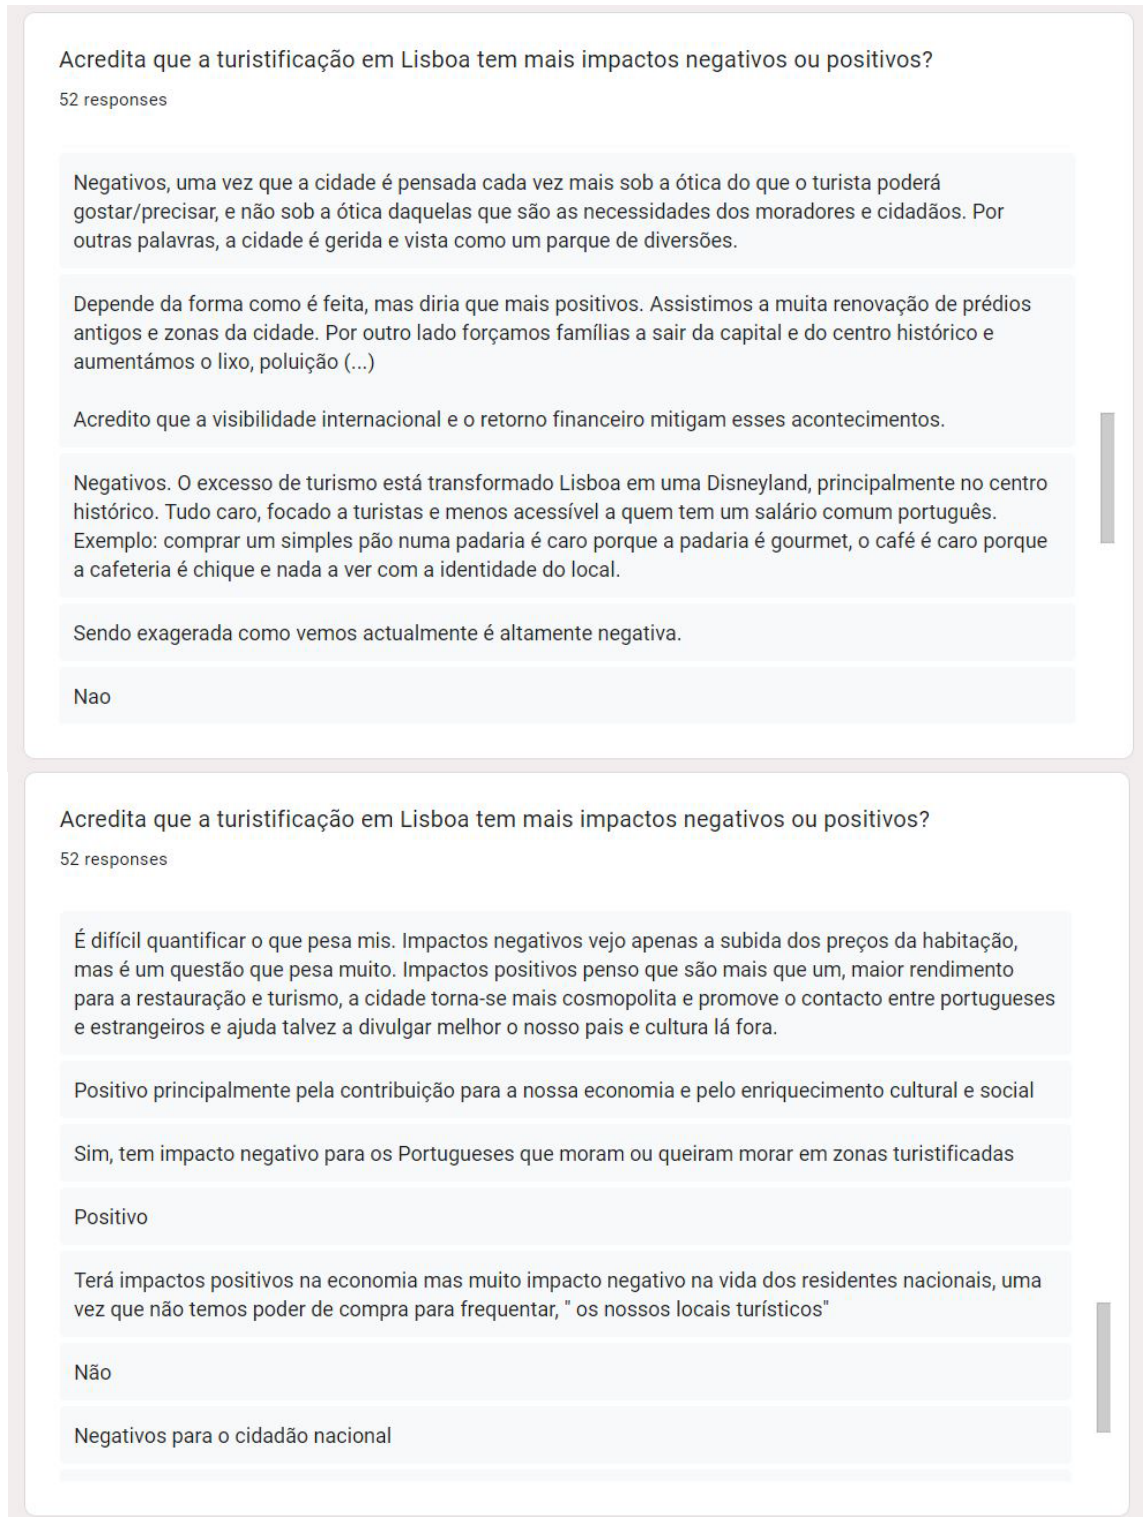 Acredita que a turistificação em Lisboa tem mais impactos negativos ou positivos?
52 responses
Negativos, uma vez que a cidade é pensada cada vez mais sob a ótica do que o turista poderá
gostar/precisar, e não sob a ótica daquelas que são as necessidades dos moradores e cidadãos. Por
outras palavras, a cidade é gerida e vista como um parque de diversões.
Depende da forma como é feita, mas diria que mais positivos. Assistimos a muita renovação de prédios
antigos e zonas da cidade. Por outro lado forçamos famílias a sair da capital e do centro histórico e
aumentámos o lixo, poluição (...)
Acredito que a visibilidade internacional e o retorno financeiro mitigam esses acontecimentos.
Negativos. O excesso de turismo está transformado Lisboa em uma Disneyland, principalmente no centro
histórico. Tudo caro, focado a turistas e menos acessível a quem tem um salário comum português.
Exemplo: comprar um simples pão numa padaria é caro porque a padaria é gourmet, o café é caro porque
a cafeteria é chique e nada a ver com a identidade do local.
Sendo exagerada como vemos actualmente é altamente negativa.
Nao
Acredita que a turistificação em Lisboa tem mais impactos negativos ou positivos?
52 responses
É difícil quantificar o que pesa mis. Impactos negativos vejo apenas a subida dos preços da habitação,
mas é um questão que pesa muito. Impactos positivos penso que são mais que um, maior rendimento
para a restauração e turismo, a cidade torna-se mais cosmopolita e promove o contacto entre portugueses
e estrangeiros e ajuda talvez a divulgar melhor o nosso pais e cultura lá fora.
Positivo principalmente pela contribuição para a nossa economia e pelo enriquecimento cultural e social
Sim, tem impacto negativo para os Portugueses que moram ou queiram morar em zonas turistificadas
Positivo
Terá impactos positivos na economia mas muito impacto negativo na vida dos residentes nacionais, uma
vez que não temos poder de compra para frequentar, " os nossos locais turísticos"
Não
Negativos para o cidadão nacional